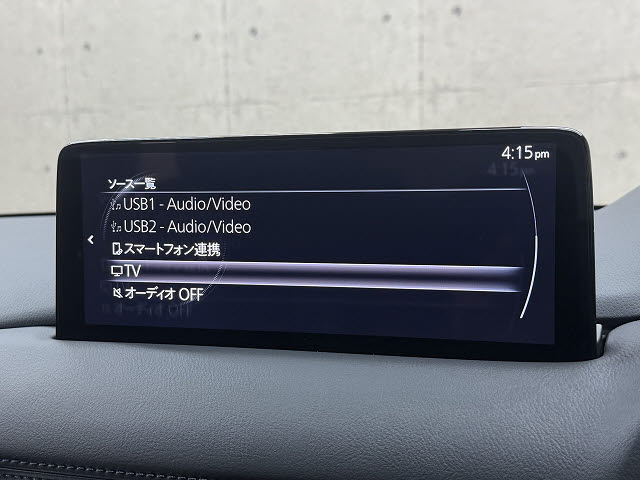 4:15pm
ソース一覧
USB1 - Audio/Video
USB2 - Audio/Video
スマートフォン連携
TV
オーディオ OFF